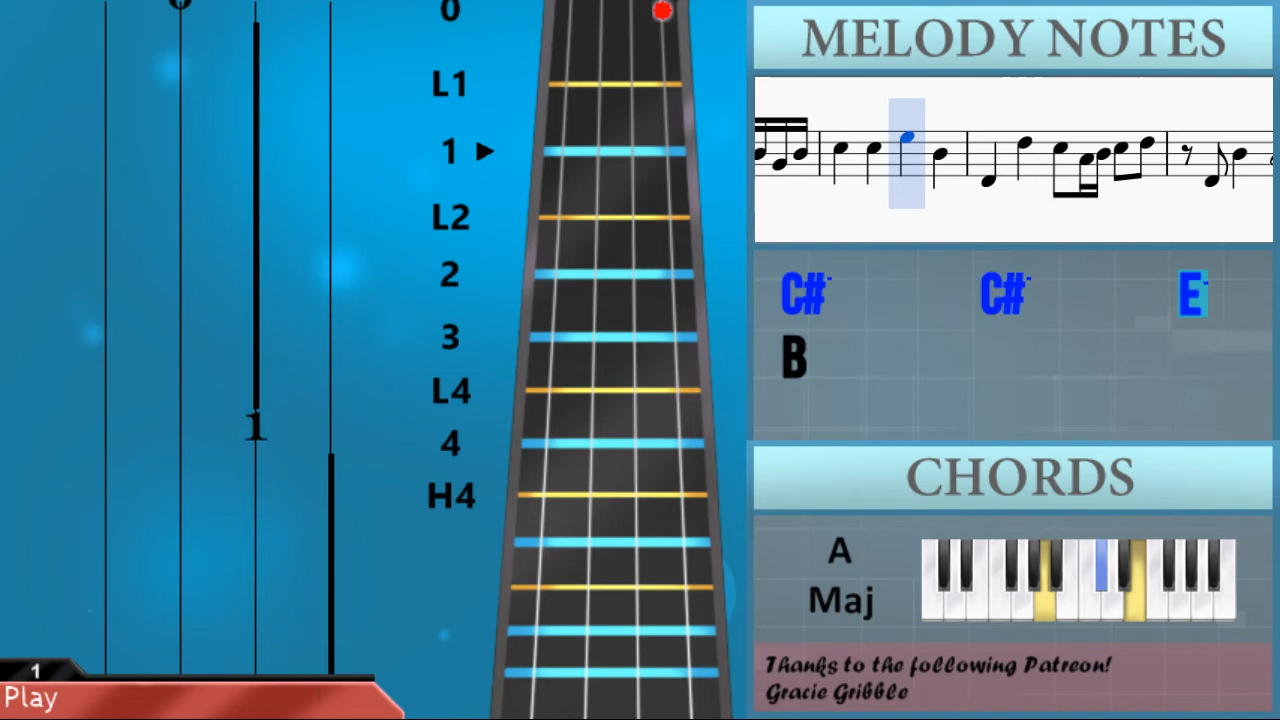 0
0
L1
1
L2
2
3
L4
1
4
H4
1
Play
MELODY NOTES
C#- C#- E-
B
CHORDS
A
Maj
Thanks to the following Patreon!
Gracie Gribble